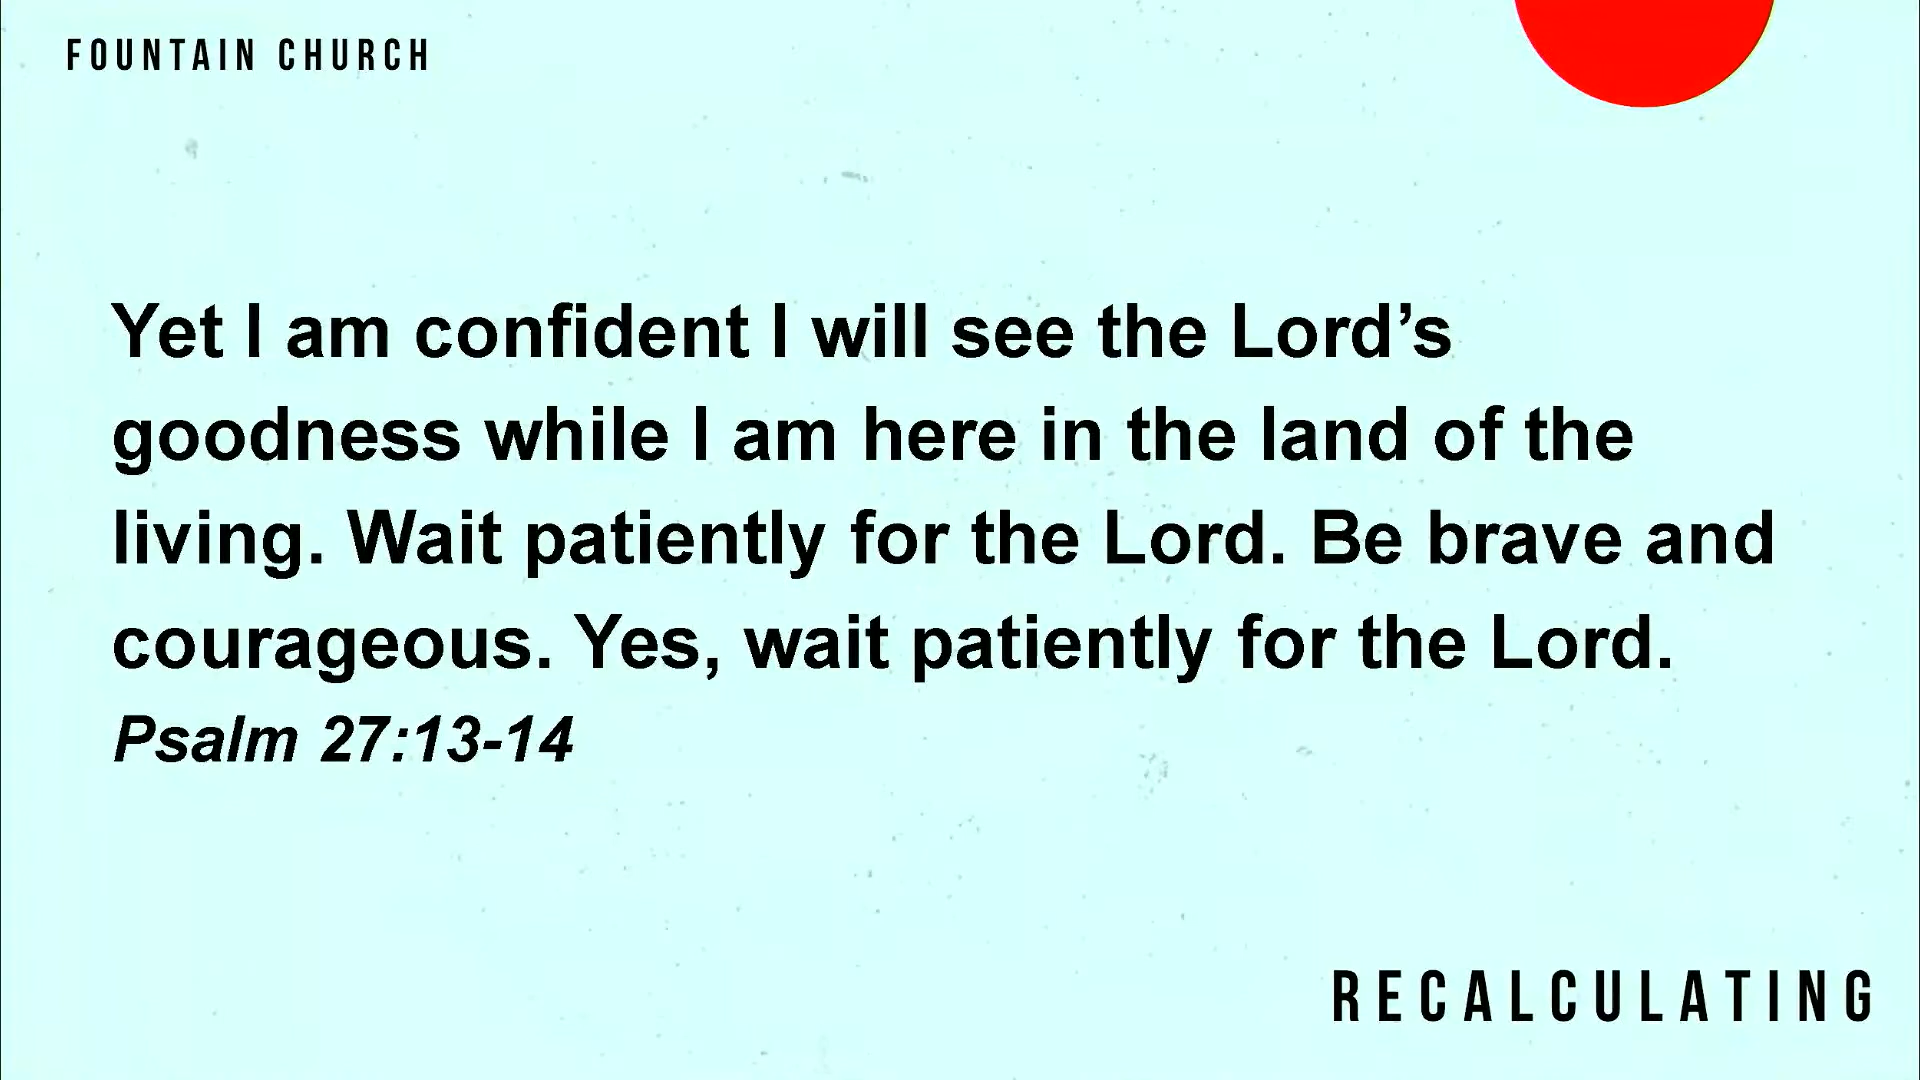 FOUNTAIN CHURCH
Yet I am confident I will see the Lord’s
goodness while I am here in the land of the
living. Wait patiently for the Lord. Be brave and
courageous. Yes, wait patiently for the Lord.
Psalm 27:13-14
RECALCULATING